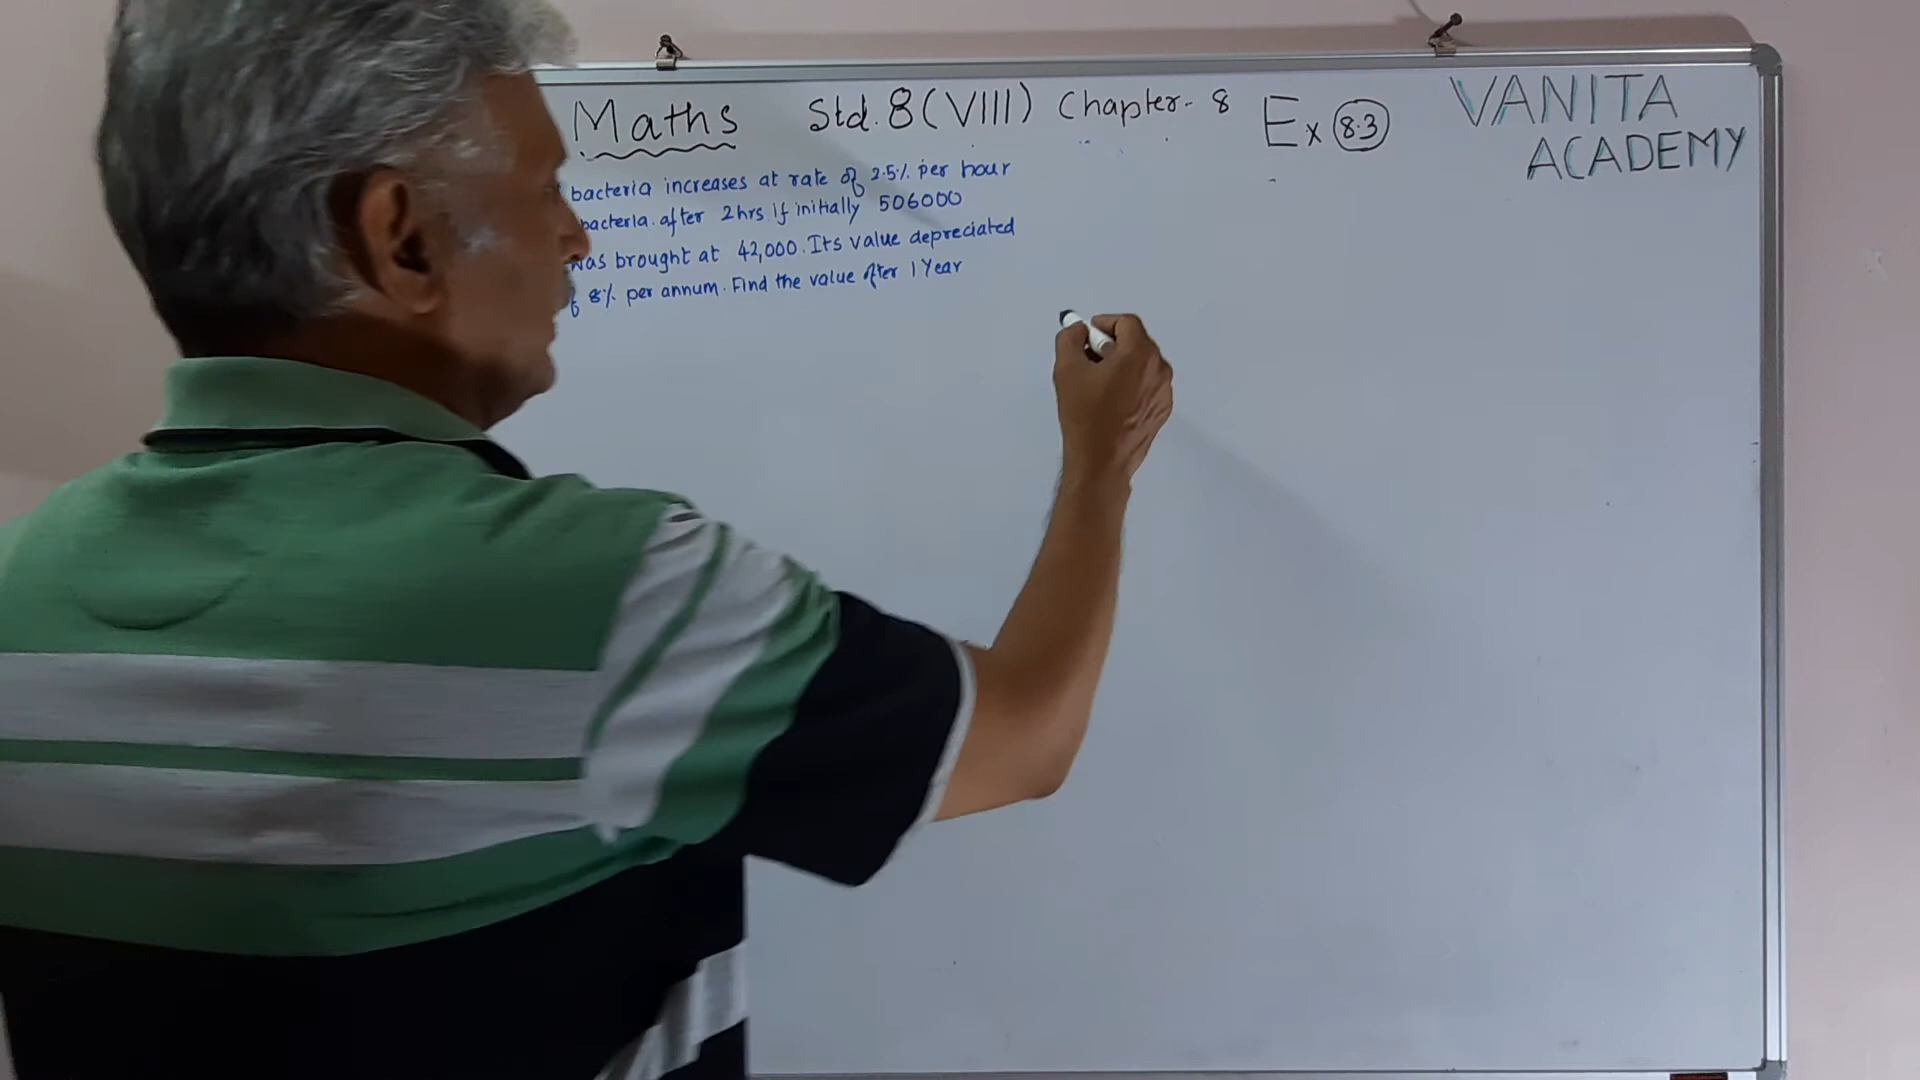 Maths Std. 8 (VIII) Chapter- 8 Ex 8.3
VANITA
ACADEMY
bacteria increases at rate of 2.5% per hour
bacteria. after 2hrs if initially 506000
was brought at 42,000. Its value depreciated
8% per annum. Find the value after 1 Year